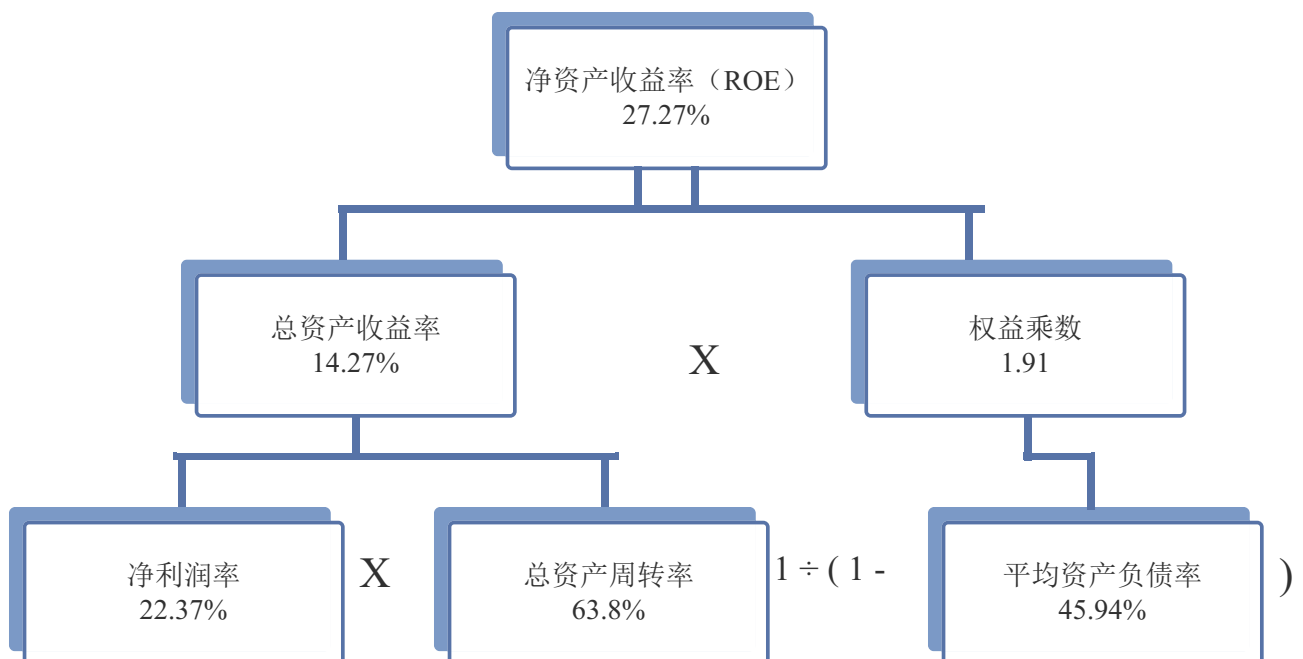 净资产收益率（ROE）
27.27%
总资产收益率
14.27%
X
权益乘数
1.91
净利润率
22.37%
X
总资产周转率
63.8%
1 ÷ ( 1 -
平均资产负债率
45.94%
)